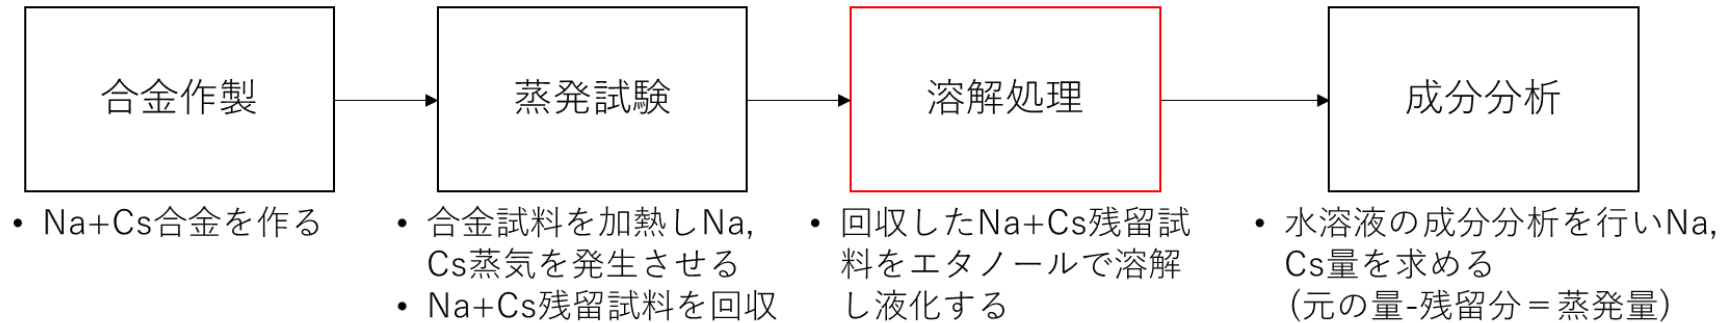 合金作製
蒸発試験
溶解処理
成分分析
• Na+Cs合金を作る
• 合金試料を加熱しNa,
Cs蒸気を発生させる
• Na+Cs残留試料を回収
• 回収したNa+Cs残留試
料をエタノールで溶解
し液化する
• 水溶液の成分分析を行いNa,
Cs量を求める
(元の量-残留分＝蒸発量)